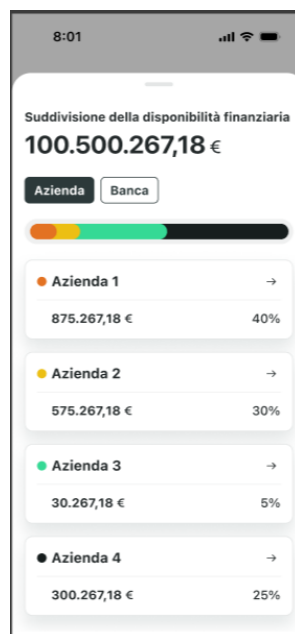 8:01
Suddivisione della disponibilità finanziaria
100.500.267,18 €
Azienda Banca
Azienda 1 →
875.267,18 € 40%
Azienda 2 →
575.267,18 € 30%
Azienda 3 →
30.267,18 € 5%
Azienda 4 →
300.267,18 € 25%